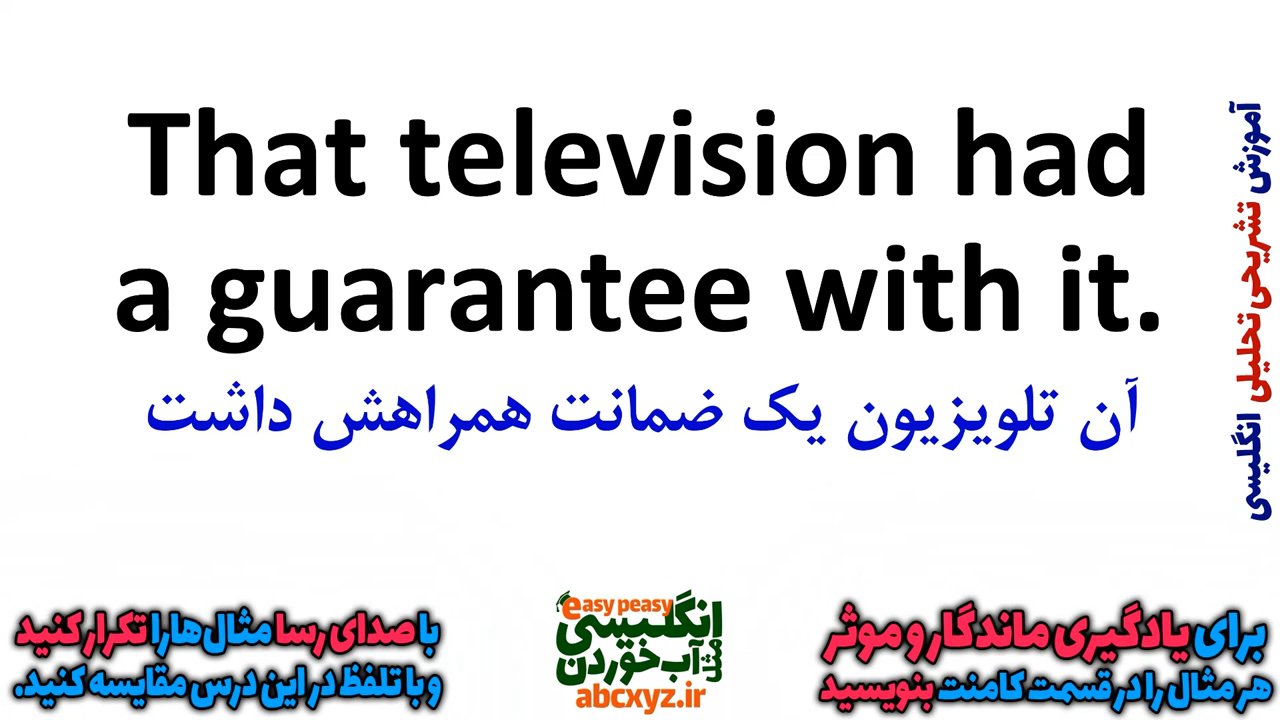 That television had
a guarantee with it.
آن تلویزیون یک ضمانت همراهش داشت
آموزش تشریحی تحلیلی انگلیسی
برای یادگیری ماندگار و موثر
هر مثال را در قسمت کامنت بنویسید
easy peasy
انگلیسی
مثل
آب خوردن
abcxyz.ir
با صدای رسا مثال‌ها را تکرار کنید
و با تلفظ در این درس مقایسه کنید.